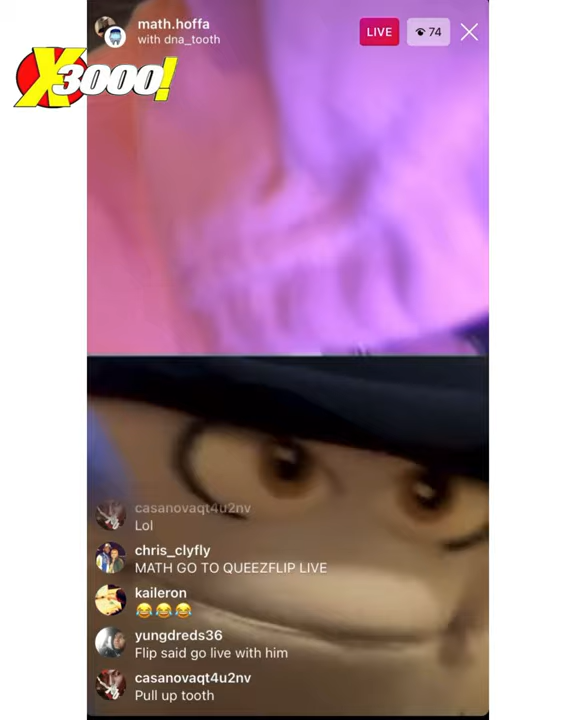 math.hoffa
with dna_tooth
LIVE
74
X3000!
casanovaqt4u2nv
Lol
chris_clyfly
MATH GO TO QUEEZFLIP LIVE
kaileron
😂😂😂
yungdreds36
Flip said go live with him
casanovaqt4u2nv
Pull up tooth